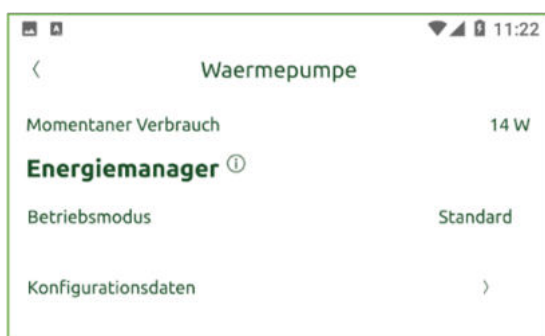 11:22
Waermepumpe
Momentaner Verbrauch 14 W
Energiemanager
Betriebsmodus Standard
Konfigurationsdaten